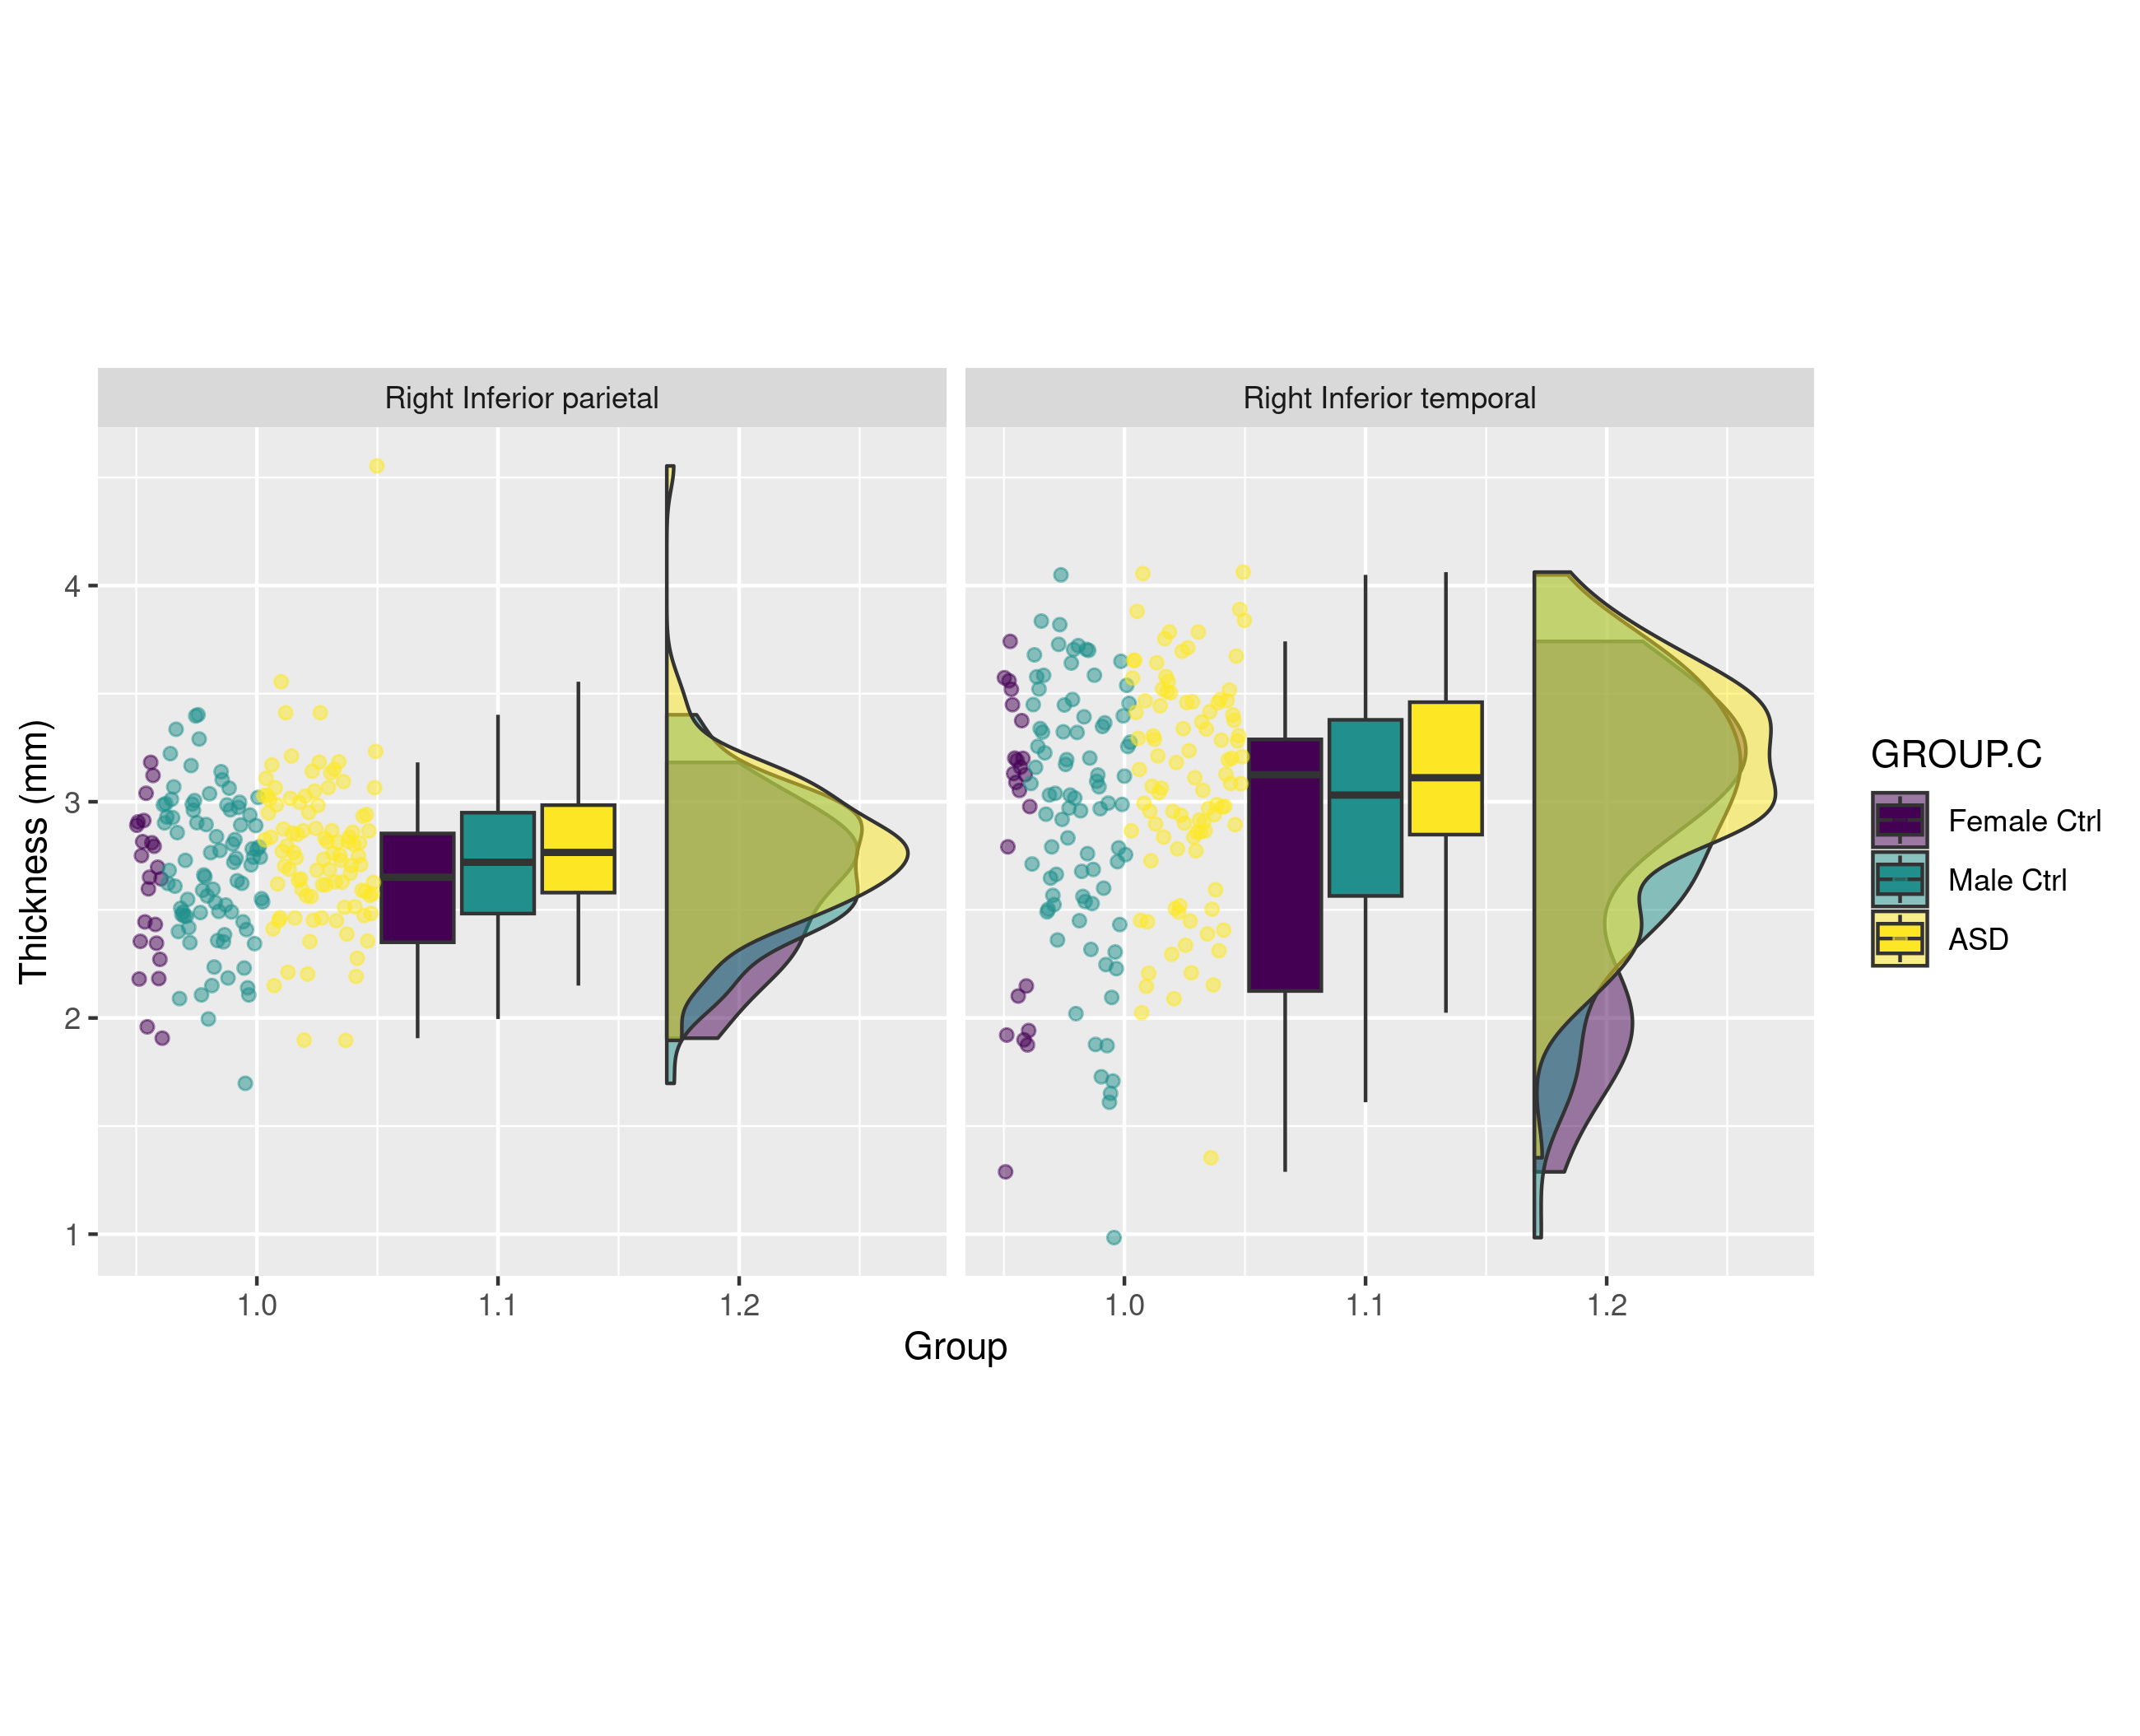 Right Inferior parietal
Right Inferior temporal
Thickness (mm)
4
3
2
1
1.0
1.1
1.2
1.0
1.1
1.2
Group
GROUP.C
Female Ctrl
Male Ctrl
ASD